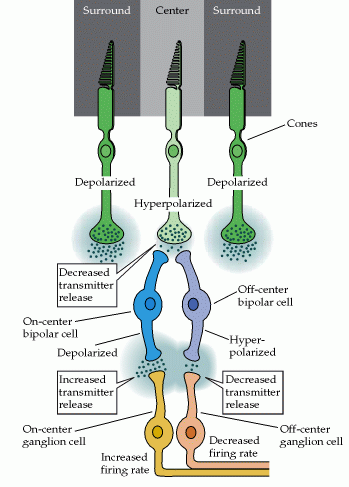 Surround Center Surround
Cones
Depolarized Depolarized
Hyperpolarized
Decreased
transmitter
release
Off-center
bipolar cell
On-center
bipolar cell
Depolarized
Hyper-
polarized
Increased
transmitter
release
Decreased
transmitter
release
On-center
ganglion cell
Off-center
ganglion cell
Decreased
firing rate
Increased
firing rate